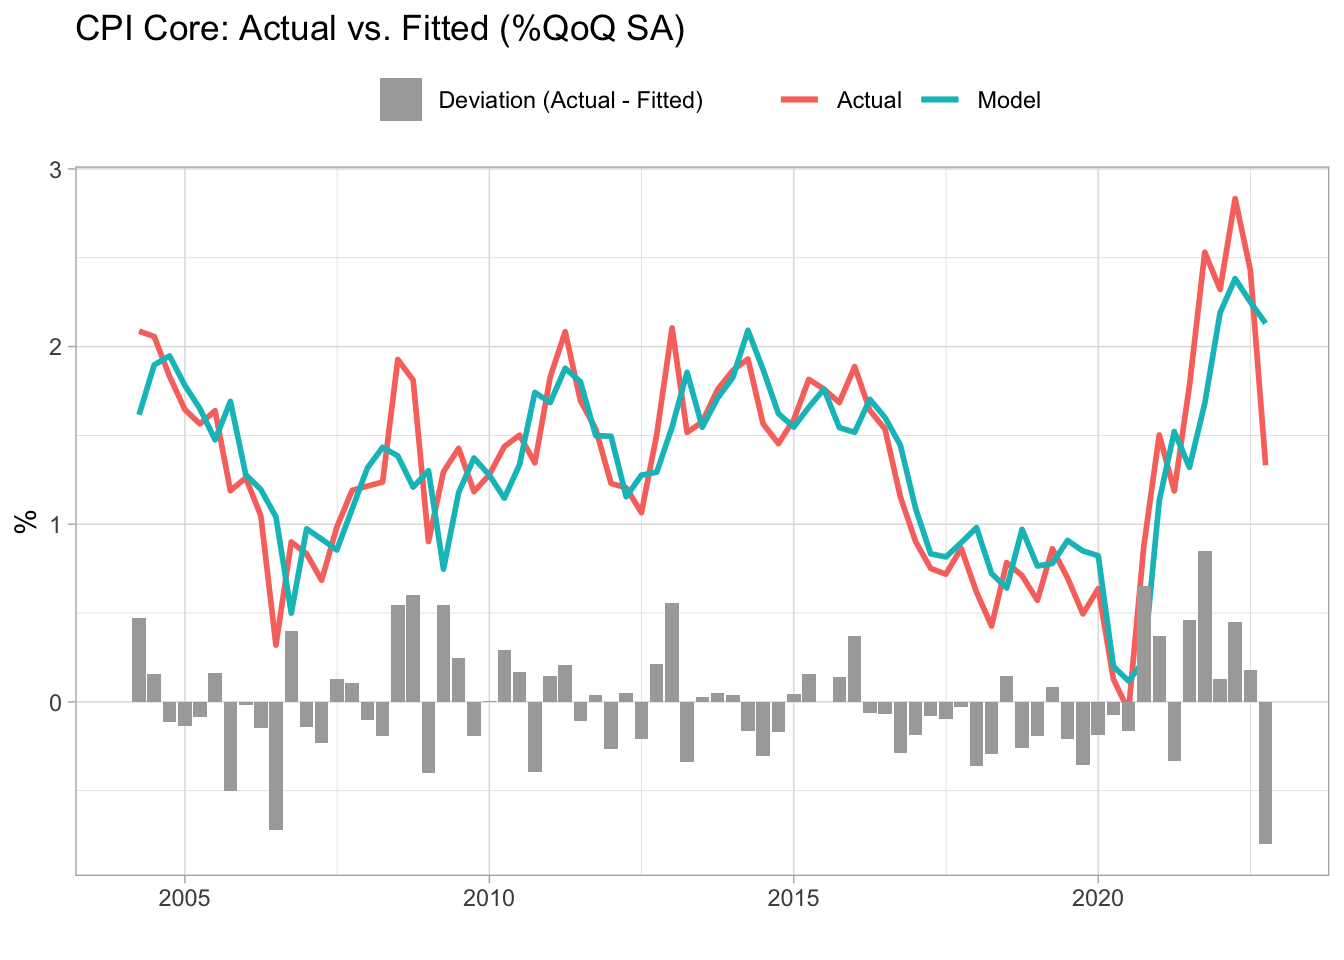 CPI Core: Actual vs. Fitted (%QoQ SA)
Deviation (Actual - Fitted) Actual Model
3
2
1
0
%
2005 2010 2015 2020